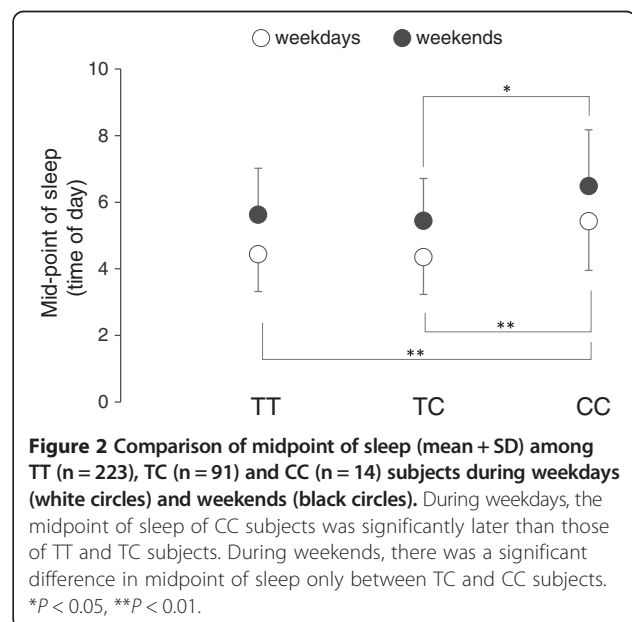 ○ weekdays ● weekends
10
*
8
6
4
**
2
**
0
Mid-point of sleep
(time of day)
TT TC CC
Figure 2 Comparison of midpoint of sleep (mean + SD) among
TT (n = 223), TC (n = 91) and CC (n = 14) subjects during weekdays
(white circles) and weekends (black circles). During weekdays, the
midpoint of sleep of CC subjects was significantly later than those
of TT and TC subjects. During weekends, there was a significant
difference in midpoint of sleep only between TC and CC subjects.
*P < 0.05, **P < 0.01.